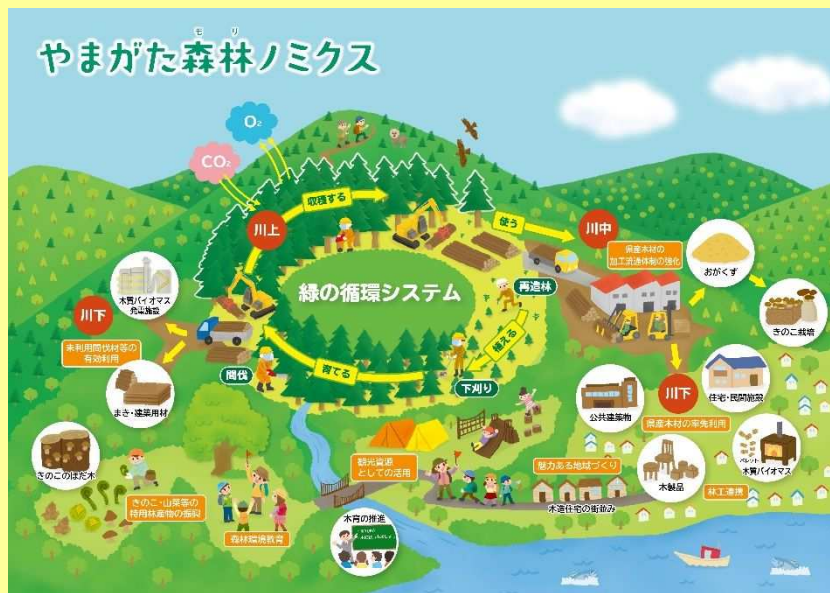 モリ
やまがた森林ノミクス
O₂
CO₂
川上
収穫する
使う
川中
県産木材の
加工流通体制の強化
おがくず
きのこ栽培
木質バイオマス
発電施設
川下
未利用間伐材等の
有効利用
まき・建築用材
緑の循環システム
再造林
植える
下刈り
育てる
間伐
公共建築物
川下
住宅・民間施設
県産木材の率先利用
木製品
ペレット
木質バイオマス
林工連携
きのこのほだ木
きのこ・山菜等の
特用林産物の振興
森林環境教育
観光資源
としての活用
魅力ある地域づくり
木造住宅の街並み
木育の推進